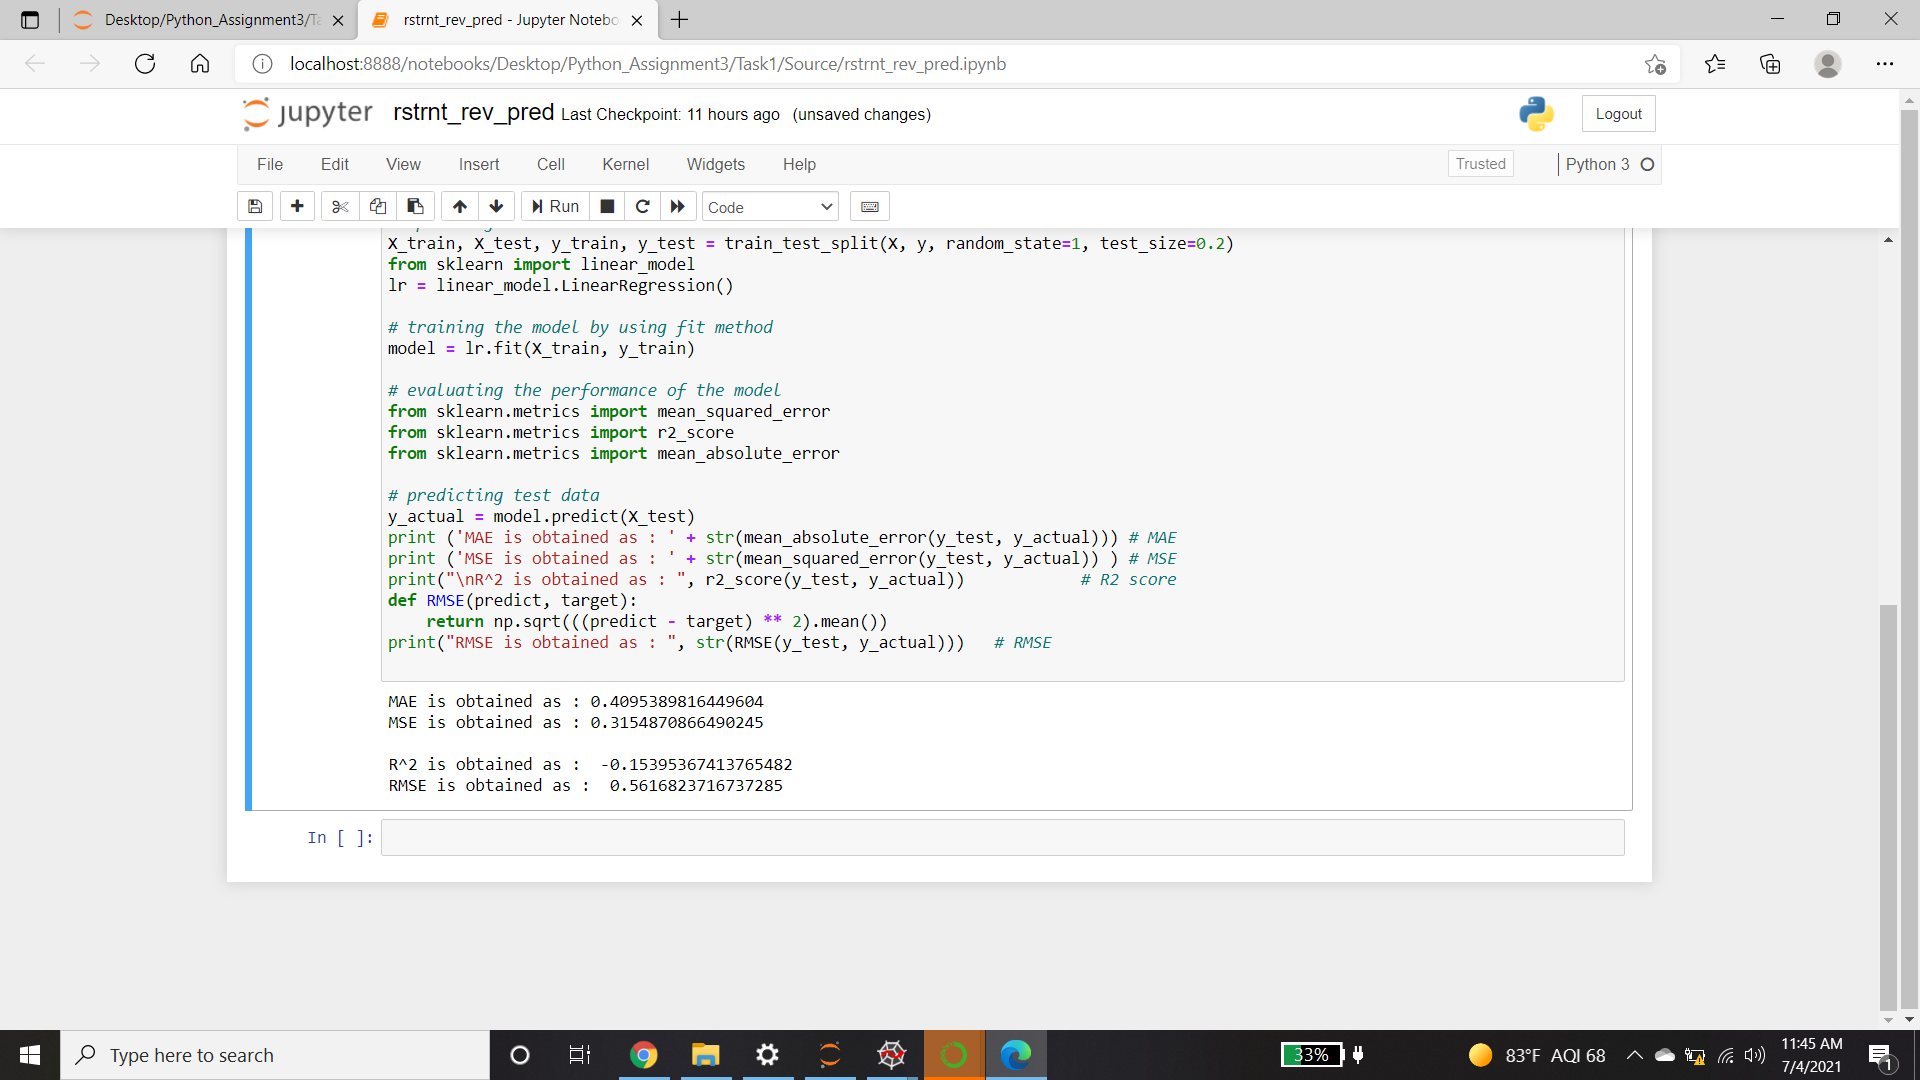 Desktop/Python_Assignment3/Ta
rstrnt_rev_pred - Jupyter Notebo
localhost:8888/notebooks/Desktop/Python_Assignment3/Task1/Source/rstrnt_rev_pred.ipynb
jupyter rstrnt_rev_pred Last Checkpoint: 11 hours ago (unsaved changes)
Logout
File Edit View Insert Cell Kernel Widgets Help
Trusted
Python 3
Run
Code
X_train, X_test, y_train, y_test = train_test_split(X, y, random_state=1, test_size=0.2)
from sklearn import linear_model
lr = linear_model.LinearRegression()
# training the model by using fit method
model = lr.fit(X_train, y_train)
# evaluating the performance of the model
from sklearn.metrics import mean_squared_error
from sklearn.metrics import r2_score
from sklearn.metrics import mean_absolute_error
# predicting test data
y_actual = model.predict(X_test)
print ('MAE is obtained as : ' + str(mean_absolute_error(y_test, y_actual))) # MAE
print ('MSE is obtained as : ' + str(mean_squared_error(y_test, y_actual)) ) # MSE
print("\nR^2 is obtained as : ", r2_score(y_test, y_actual))            # R2 score
def RMSE(predict, target):
    return np.sqrt(((predict - target) ** 2).mean())
print("RMSE is obtained as : ", str(RMSE(y_test, y_actual)))   # RMSE
MAE is obtained as : 0.4095389816449604
MSE is obtained as : 0.3154870866490245
R^2 is obtained as :  -0.15395367413765482
RMSE is obtained as :  0.5616823716737285
In [ ]:
Type here to search
33%
83°F AQI 68
11:45 AM
7/4/2021
1